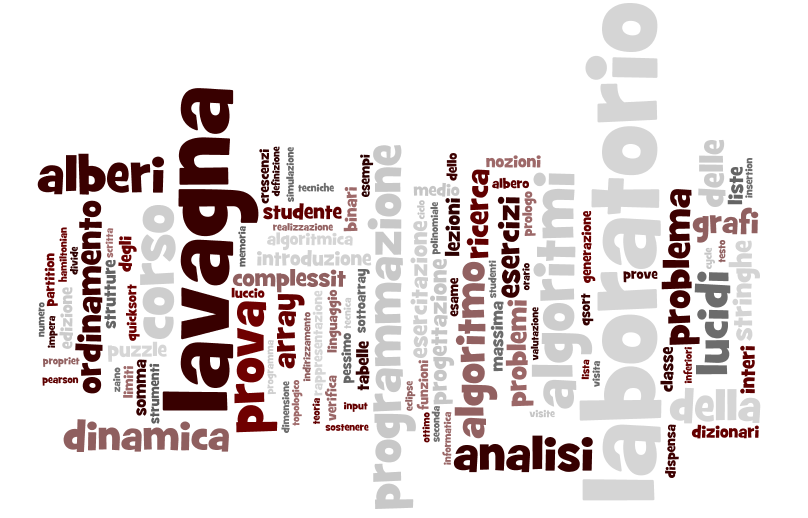 laboratorio
lavagna
programmazione
algoritmi
alberi
dinamica
analisi
ordinamento
corso
prova
array
complessit
introduzione
algoritmica
studente
realizzazione
crescenzi
definizione
simulazione
tecniche
binari
esempi
memoria
luccio
hamiltonian
partition
divide
edizione
numero
impera
scritta
degli
strutture
quicksort
puzzle
propriet
pearson
zaino
limiti
somma
strumenti
programma
dimensione
topologico
indirizzamento
rappresentazione
teoria
linguaggio
verifica
pessimo
tecnica
sottoarray
tabelle
input
sostenere
medio
ciclo
polinomiale
dello
lezioni
nozioni
ricerca
albero
prologo
esercizi
esercitazione
progettazione
esame
algoritmo
studenti
massima
orario
problemi
valutazione
eclipse
funzioni
ottimo
seconda
informatica
visite
generazione
qsort
lista
visita
prove
problema
delle
liste
insertion
grafi
testo
cycle
lucidi
stringhe
classe
inferiori
interi
della
dizionari
dispensa